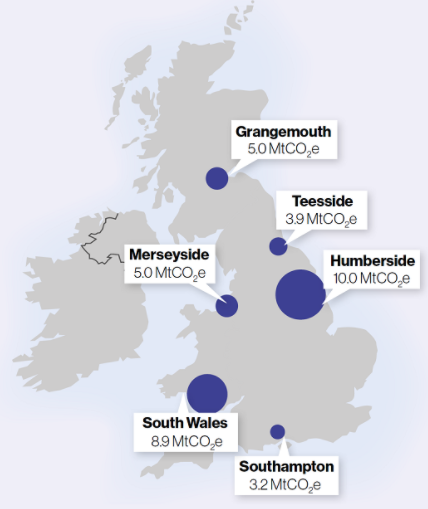 Grangemouth
5.0 MtCO₂e
Teesside
3.9 MtCO₂e
Merseyside
5.0 MtCO₂e
Humberside
10.0 MtCO₂e
South Wales
8.9 MtCO₂e
Southampton
3.2 MtCO₂e